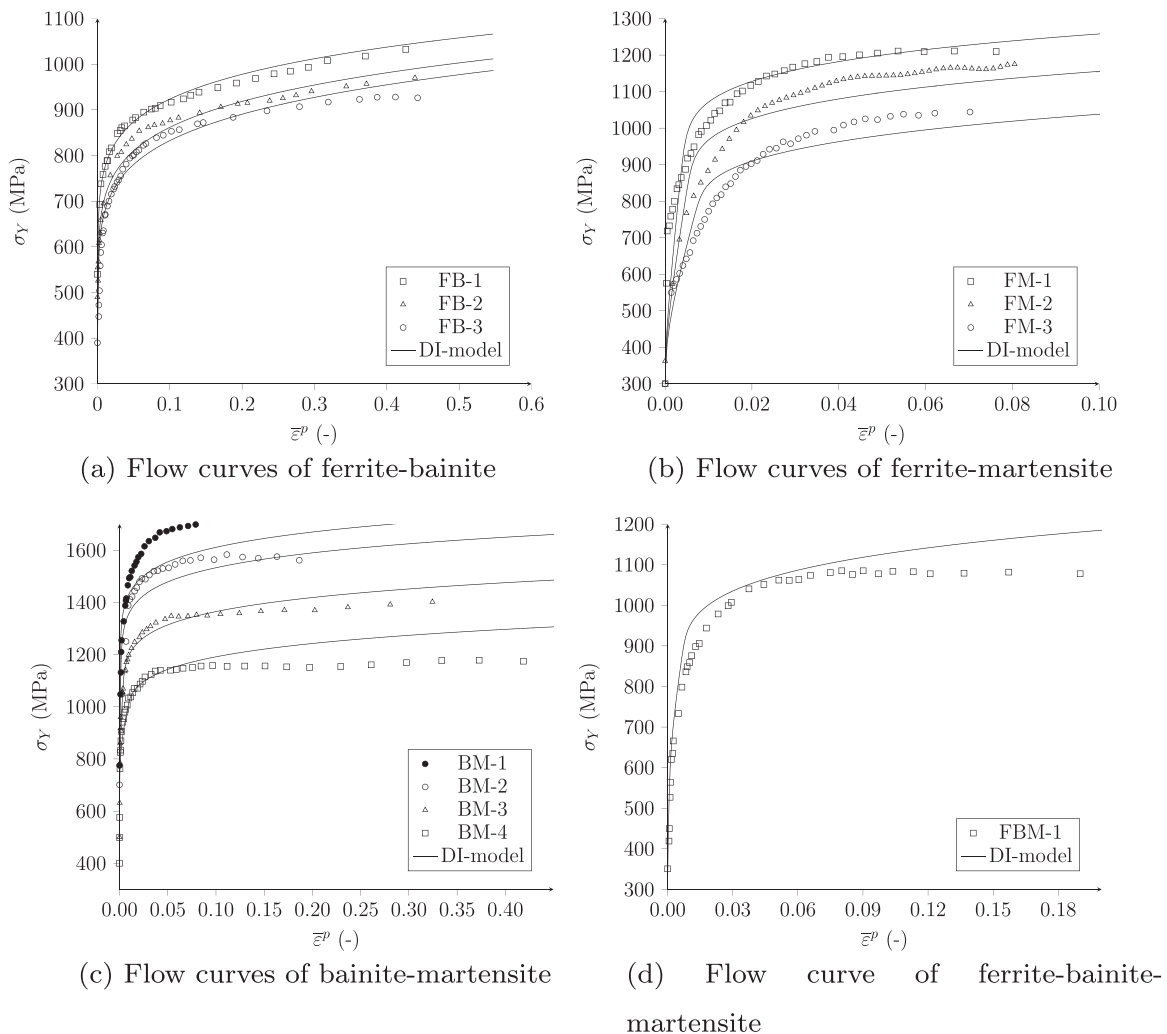 1100
1000
900
800
700
600
500
400
300
σY (MPa)
0 0.1 0.2 0.3 0.4 0.5 0.6
ε̅ᵖ (-)
FB-1
FB-2
FB-3
DI-model
(a) Flow curves of ferrite-bainite
1300
1200
1100
1000
900
800
700
600
500
400
300
σY (MPa)
0.00 0.02 0.04 0.06 0.08 0.10
ε̅ᵖ (-)
FM-1
FM-2
FM-3
DI-model
(b) Flow curves of ferrite-martensite
1600
1400
1200
1000
800
600
400
σY (MPa)
0.00 0.05 0.10 0.15 0.20 0.25 0.30 0.35 0.40
ε̅ᵖ (-)
BM-1
BM-2
BM-3
BM-4
DI-model
(c) Flow curves of bainite-martensite
1200
1100
1000
900
800
700
600
500
400
300
σY (MPa)
0.00 0.03 0.06 0.09 0.12 0.15 0.18
ε̅ᵖ (-)
FBM-1
DI-model
(d) Flow curve of ferrite-bainite-
martensite